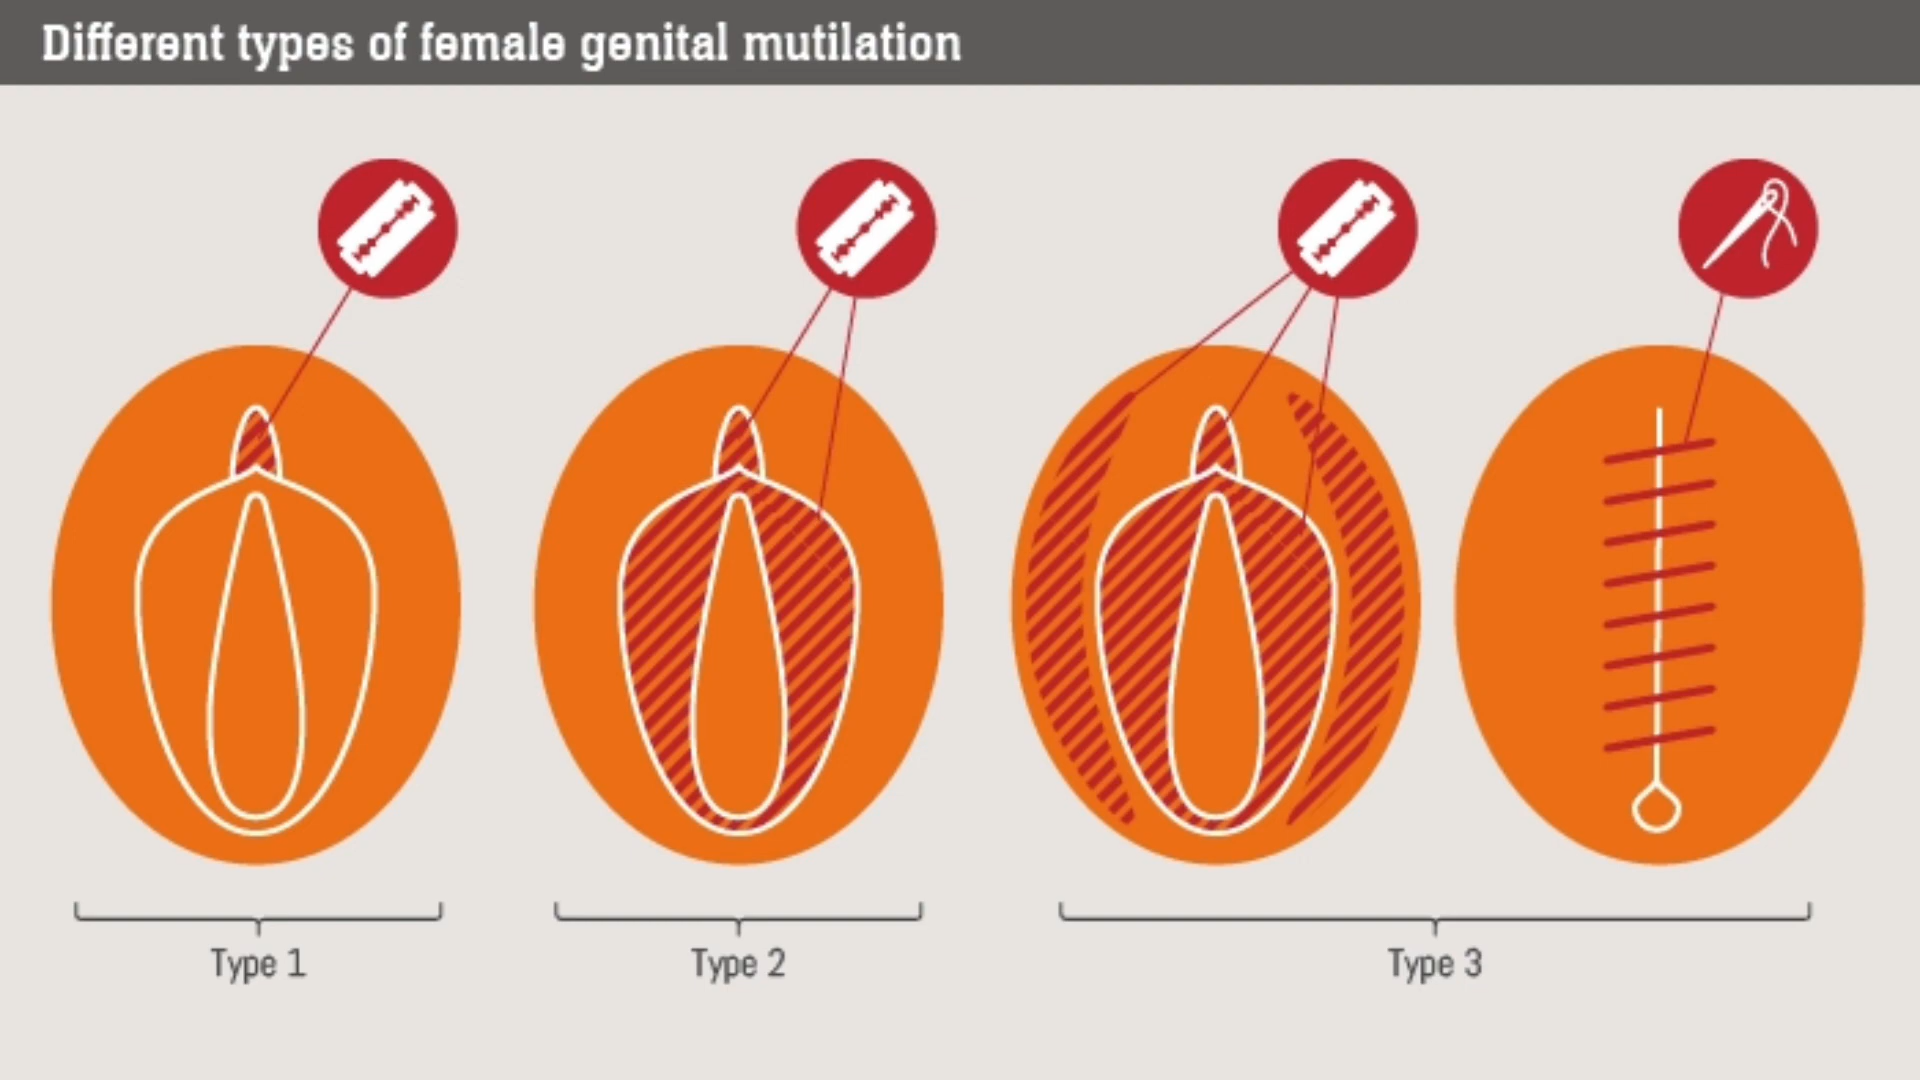 Different types of female genital mutilation
Type 1
Type 2
Type 3